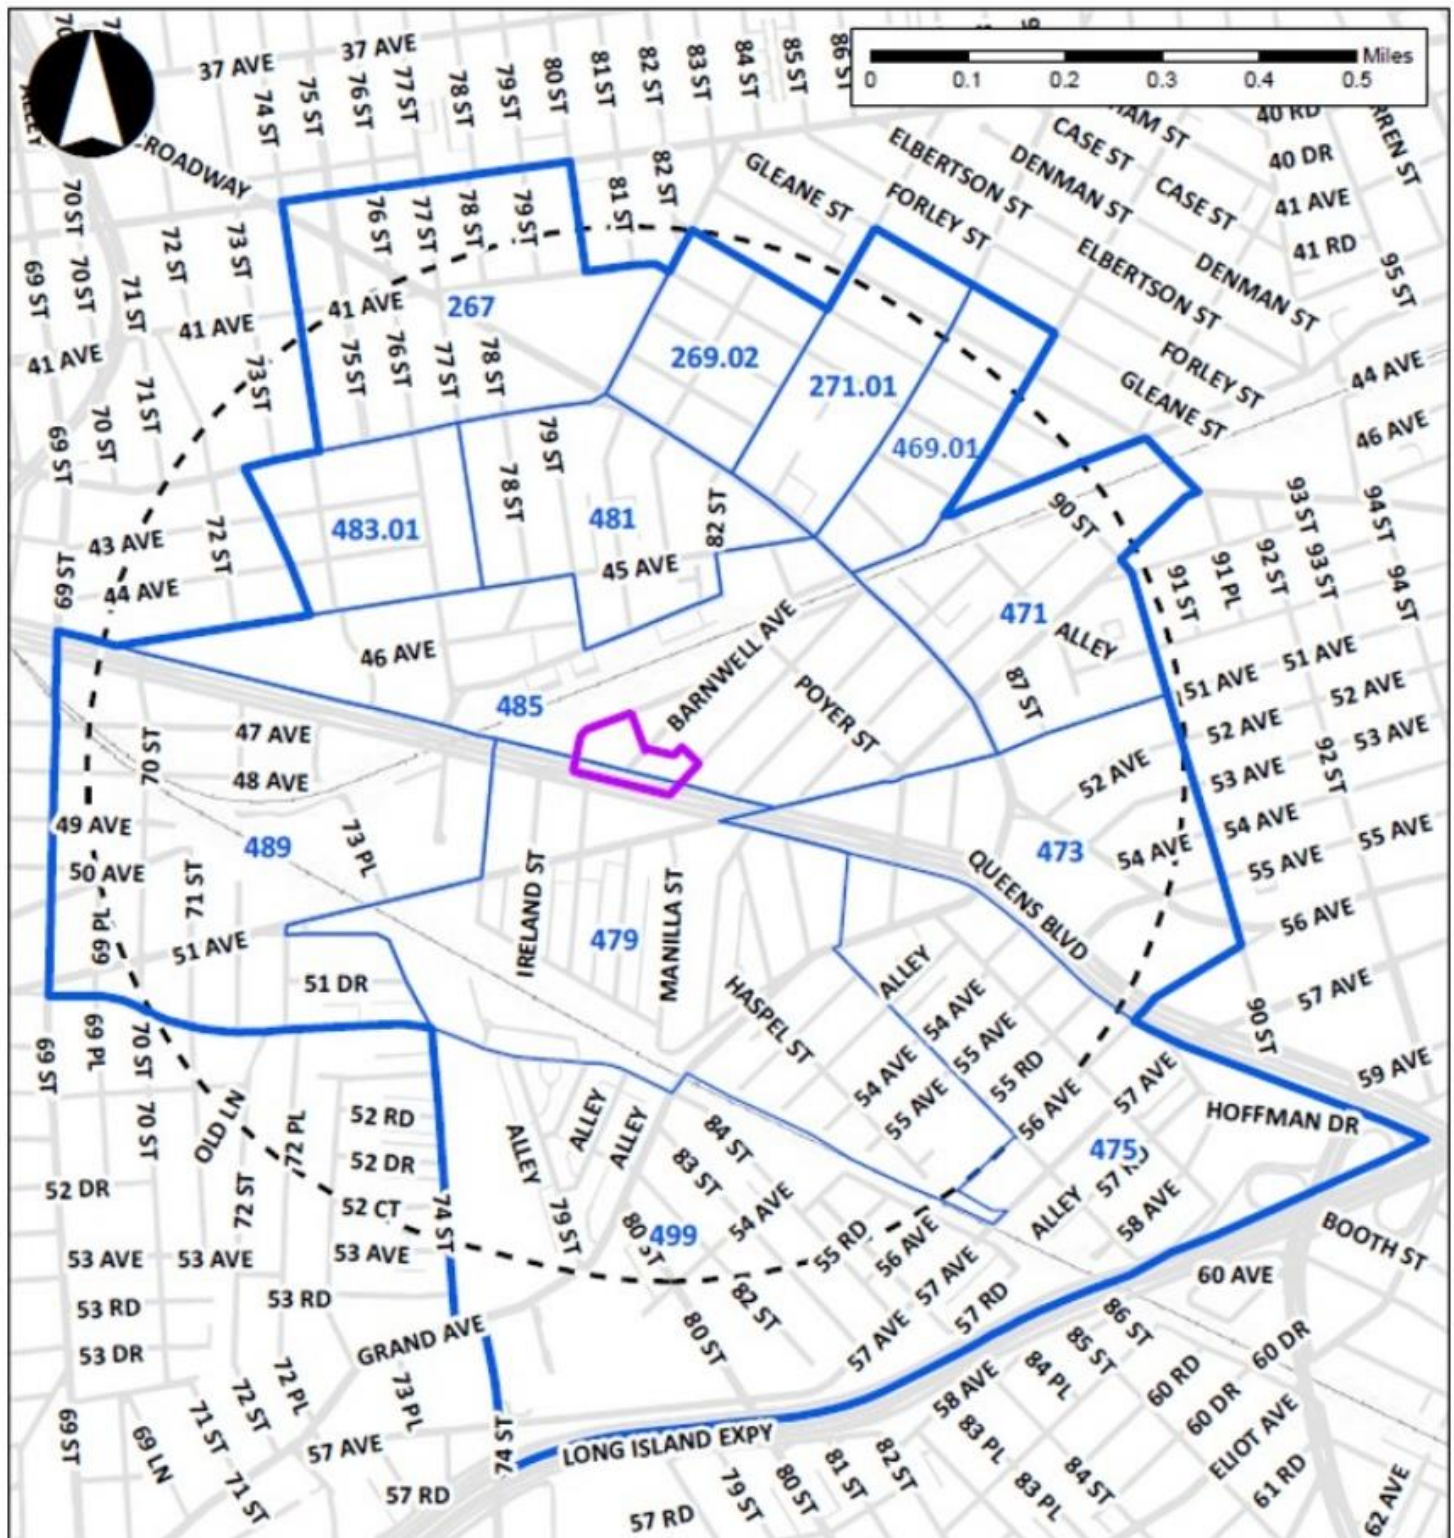 37 AVE
37 AVE
74 ST
75 ST
76 ST
77 ST
78 ST
79 ST
80 ST
81 ST
82 ST
83 ST
84 ST
85 ST
Miles
0
0.1
0.2
0.3
0.4
0.5
40 RD
40 DR
41 AVE
41 RD
CASE ST
CASE ST
DENMAN ST
DENMAN ST
ELBERTSON ST
ELBERTSON ST
FORLEY ST
FORLEY ST
GLEANE ST
GLEANE ST
95 ST
70 ST
72 ST
73 ST
76 ST
77 ST
78 ST
79 ST
81 ST
82 ST
69 ST
70 ST
71 ST
41 AVE
41 AVE
41 AVE
267
269.02
271.01
469.01
44 AVE
46 AVE
73 ST
75 ST
76 ST
77 ST
78 ST
71 ST
70 ST
69 ST
79 ST
78 ST
82 ST
483.01
481
45 AVE
90 ST
93 ST
94 ST
43 AVE
44 AVE
72 ST
69 ST
91 ST
91 PL
92 ST
93 ST
94 ST
471
ALLEY
46 AVE
BARNWELL AVE
POYER ST
87 ST
485
51 AVE
51 AVE
52 AVE
52 AVE
53 AVE
47 AVE
48 AVE
70 ST
52 AVE
53 AVE
92 ST
49 AVE
50 AVE
489
73 PL
473
54 AVE
54 AVE
55 AVE
55 AVE
QUEENS BLVD
71 ST
69 PL
51 AVE
51 DR
IRELAND ST
479
MANILLA ST
56 AVE
57 AVE
HASPEL ST
ALLEY
54 AVE
55 AVE
55 RD
56 AVE
54 AVE
55 AVE
57 AVE
90 ST
59 AVE
HOFFMAN DR
69 ST
69 PL
70 ST
70 ST
OLD LN
72 PL
52 RD
52 DR
52 CT
53 AVE
ALLEY
ALLEY
ALLEY
84 ST
83 ST
54 AVE
475
57 RD
58 AVE
ALLEY
52 DR
72 ST
74 ST
79 ST
80 ST
499
55 RD
56 AVE
57 AVE
57 RD
BOOTH ST
53 AVE
53 AVE
53 RD
53 RD
53 DR
GRAND AVE
82 ST
80 ST
57 AVE
60 AVE
86 ST
85 ST
84 PL
60 DR
60 RD
60 DR
58 AVE
83 PL
ELIOT AVE
61 RD
62 AVE
69 ST
69 LN
71 ST
72 ST
72 PL
73 PL
71 ST
57 AVE
57 RD
74 ST
LONG ISLAND EXPY
57 RD
79 ST
80 ST
81 ST
82 ST
83 PL
84 ST